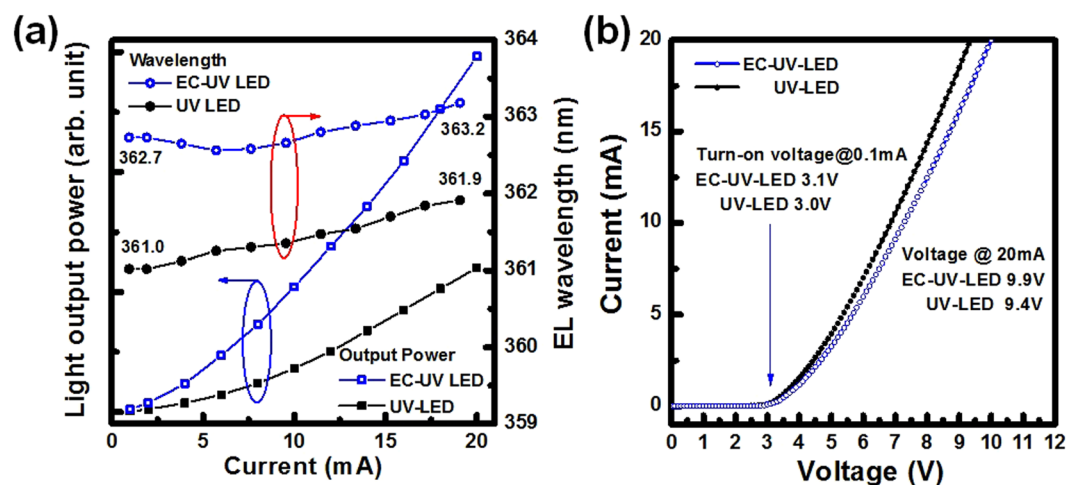 (a)
Light output power (arb. unit)
Wavelength
EC-UV LED
UV LED
362.7
363.2
361.9
361.0
Output Power
EC-UV LED
UV-LED
0
5
10
15
20
Current (mA)
364
363
362
361
360
359
EL wavelength (nm)
(b)
Current (mA)
20
15
10
5
0
EC-UV-LED
UV-LED
Turn-on voltage@0.1mA
EC-UV-LED 3.1V
UV-LED 3.0V
Voltage @ 20mA
EC-UV-LED 9.9V
UV-LED 9.4V
0 1 2 3 4 5 6 7 8 9 10 11 12
Voltage (V)